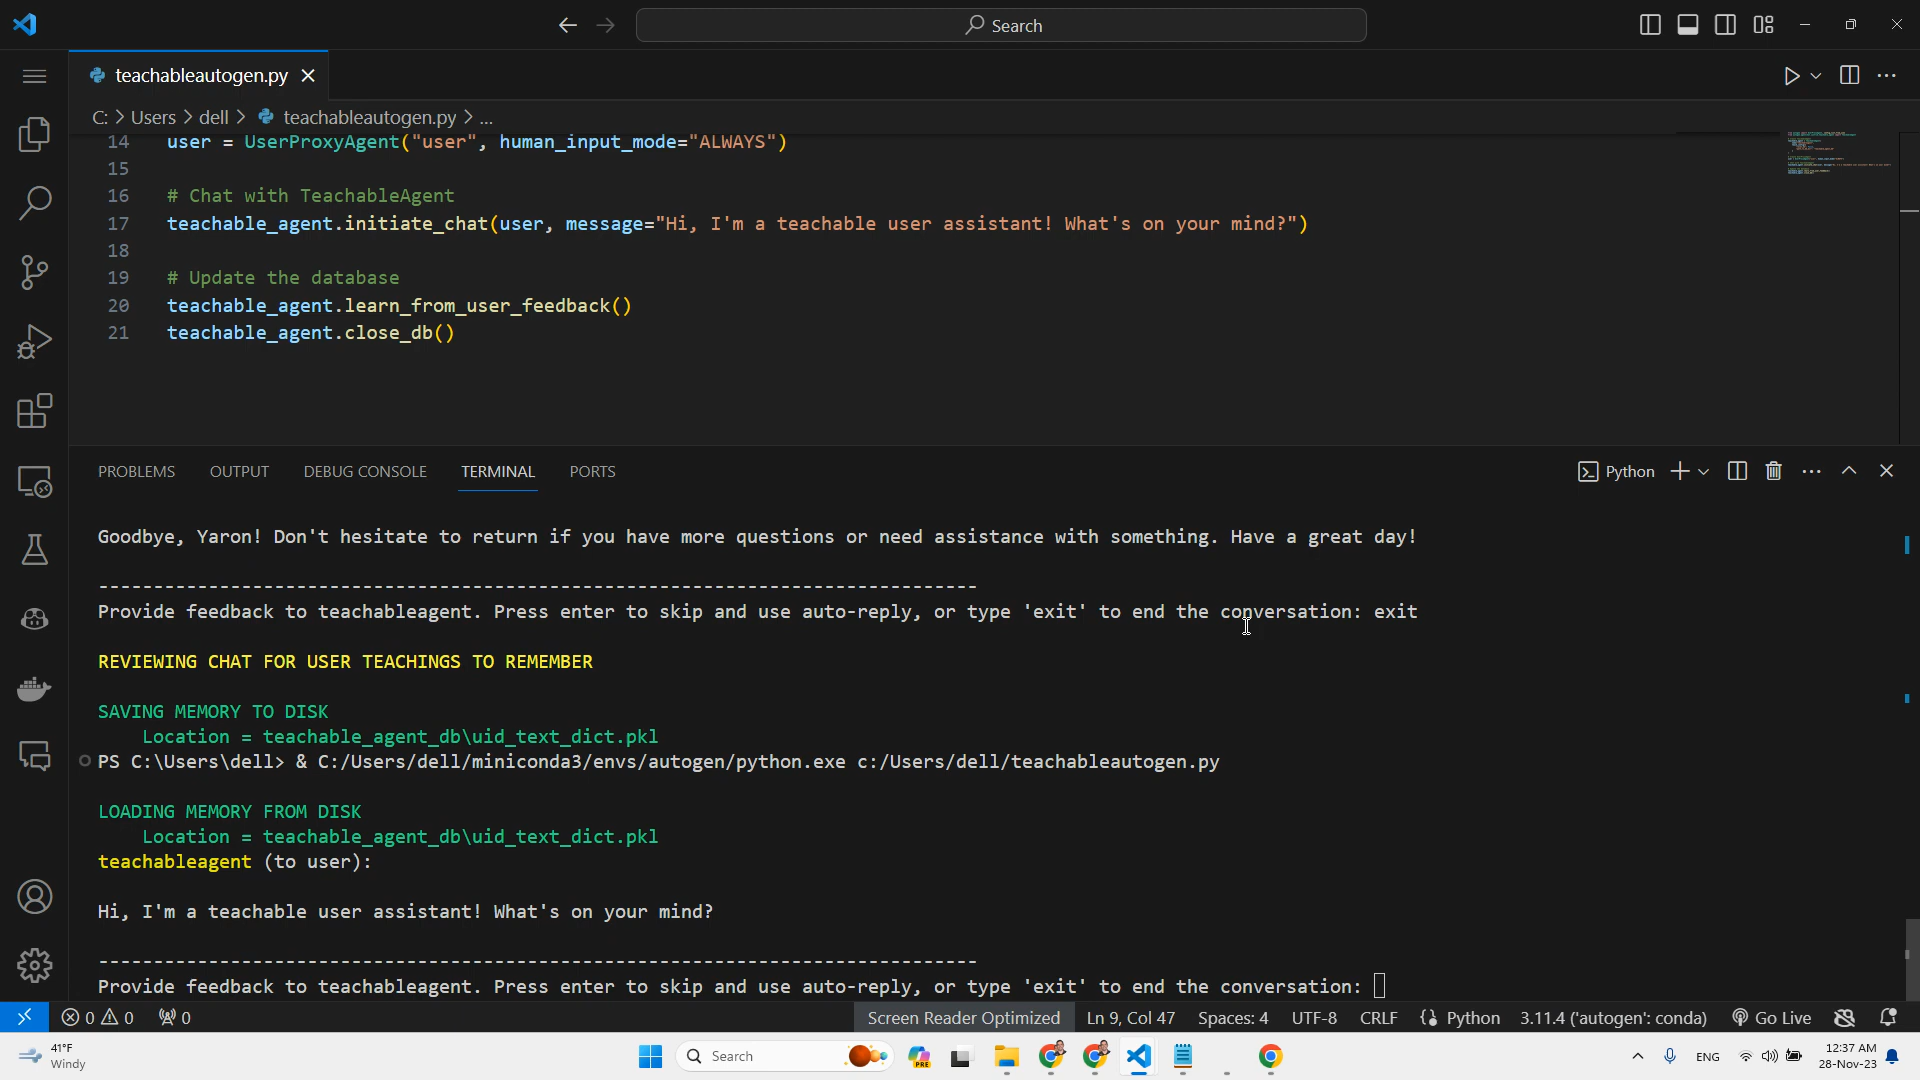 Search
teachableautogen.py
C: > Users > dell > teachableautogen.py > ...
14 user = UserProxyAgent("user", human_input_mode="ALWAYS")
15
16 # Chat with TeachableAgent
17 teachable_agent.initiate_chat(user, message="Hi, I'm a teachable user assistant! What's on your mind?")
18
19 # Update the database
20 teachable_agent.learn_from_user_feedback()
21 teachable_agent.close_db()
PROBLEMS OUTPUT DEBUG CONSOLE TERMINAL PORTS
Python
Goodbye, Yaron! Don't hesitate to return if you have more questions or need assistance with something. Have a great day!
--------------------------------------------------------------------------------
Provide feedback to teachableagent. Press enter to skip and use auto-reply, or type 'exit' to end the conversation: exit
REVIEWING CHAT FOR USER TEACHINGS TO REMEMBER
SAVING MEMORY TO DISK
Location = teachable_agent_db\uid_text_dict.pkl
PS C:\Users\dell> & C:/Users/dell/miniconda3/envs/autogen/python.exe c:/Users/dell/teachableautogen.py
LOADING MEMORY FROM DISK
Location = teachable_agent_db\uid_text_dict.pkl
teachableagent (to user):
Hi, I'm a teachable user assistant! What's on your mind?
--------------------------------------------------------------------------------
Provide feedback to teachableagent. Press enter to skip and use auto-reply, or type 'exit' to end the conversation:
0 0 0 Screen Reader Optimized Ln 9, Col 47 Spaces: 4 UTF-8 CRLF Python 3.11.4 ('autogen': conda) Go Live
41°F
Windy
Search
PRE
ENG
12:37 AM
28-Nov-23